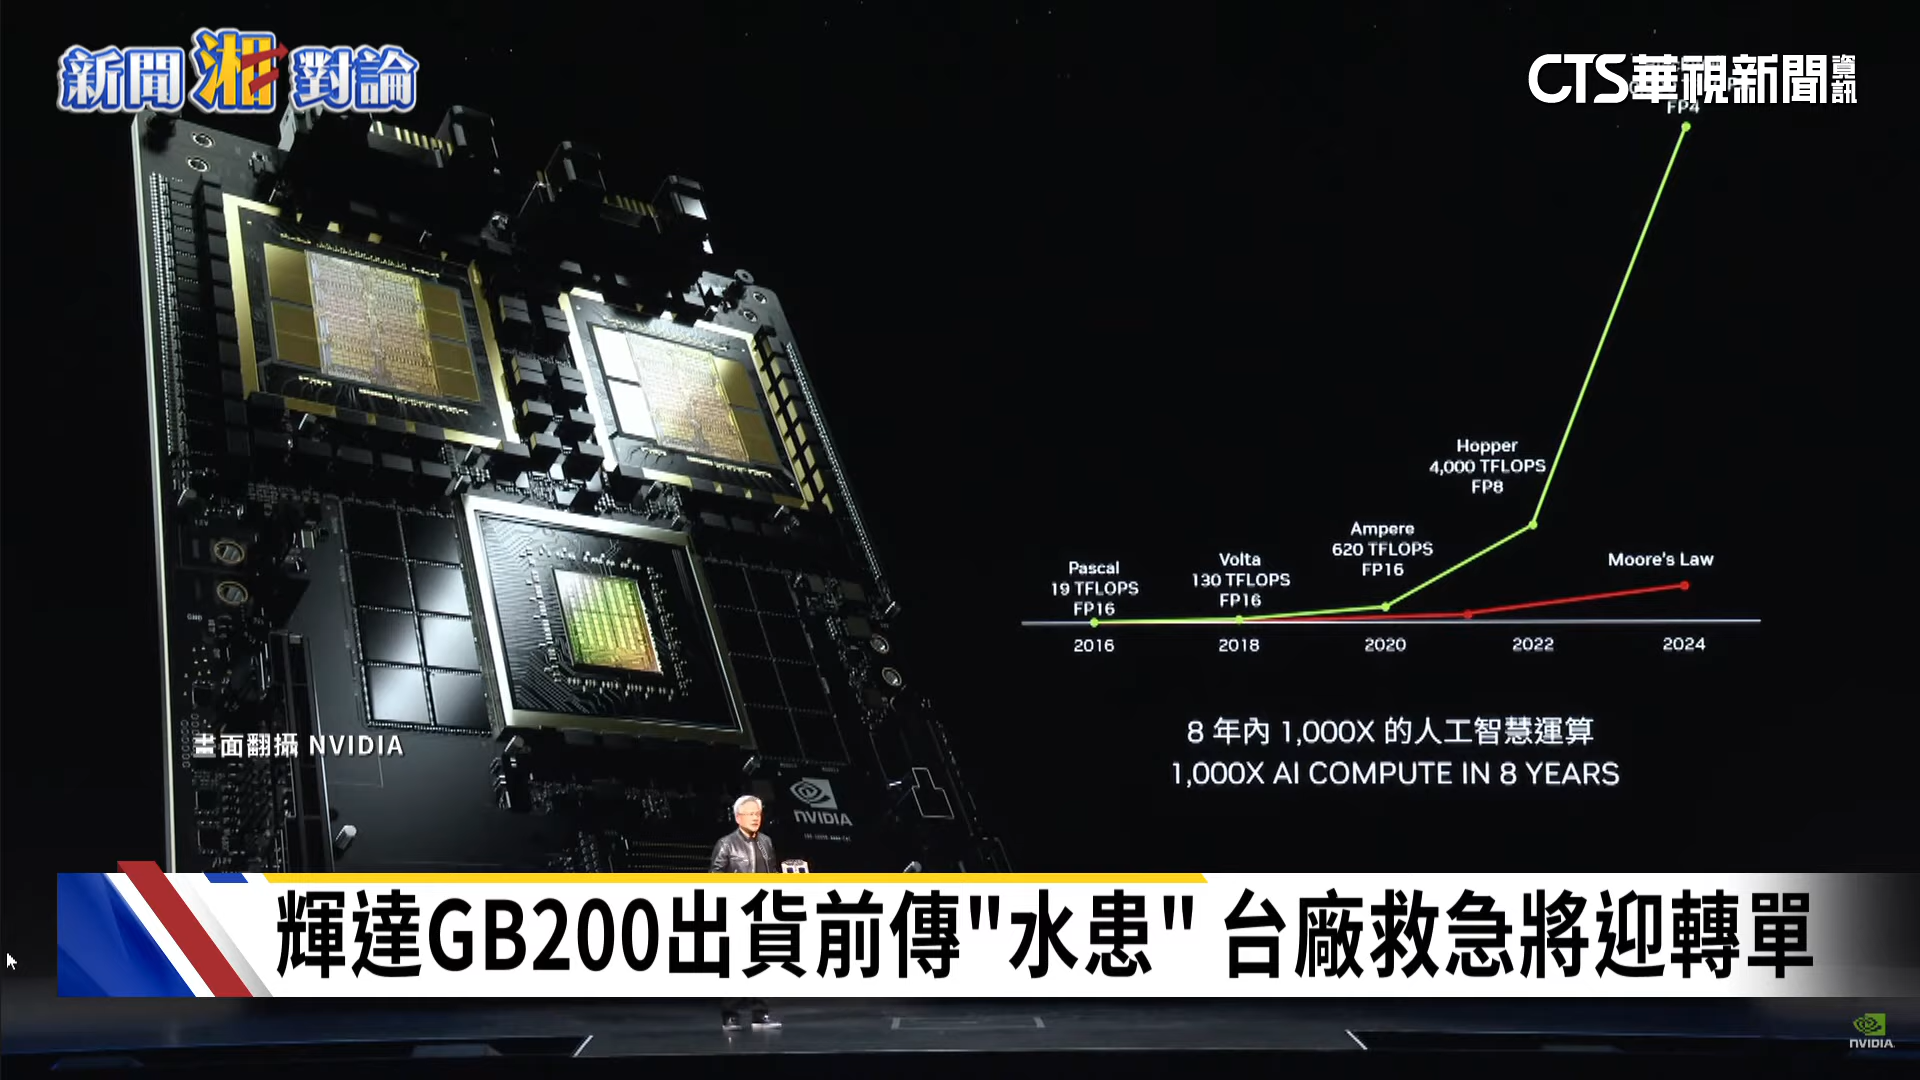 新聞湘對論
CTS華視新聞資訊
FP4
Hopper
4,000 TFLOPS
FP8
Ampere
620 TFLOPS
FP16
Volta
130 TFLOPS
FP16
Pascal
19 TFLOPS
FP16
Moore's Law
2016 2018 2020 2022 2024
8 年內 1,000X 的人工智慧運算
1,000X AI COMPUTE IN 8 YEARS
畫面翻攝 NVIDIA
NVIDIA
輝達GB200出貨前傳"水患" 台廠救急將迎轉單
NVIDIA